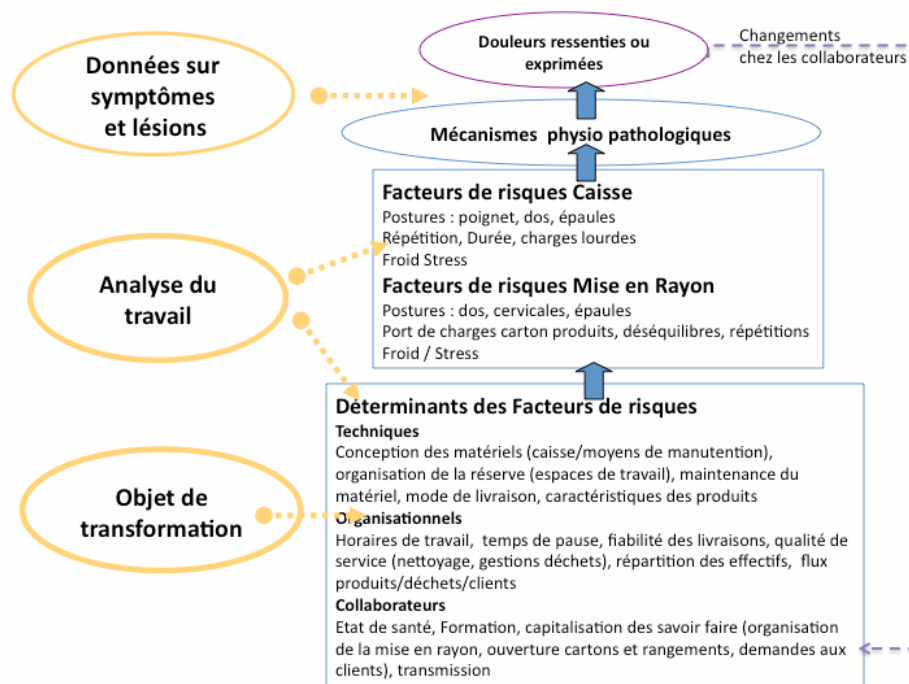 Douleurs ressenties ou
exprimées
Changements
chez les collaborateurs
Données sur
symptômes
et lésions
Mécanismes physio pathologiques
Facteurs de risques Caisse
Postures : poignet, dos, épaules
Répétition, Durée, charges lourdes
Froid Stress
Analyse du
travail
Facteurs de risques Mise en Rayon
Postures : dos, cervicales, épaules
Port de charges carton produits, déséquilibres, répétitions
Froid / Stress
Déterminants des Facteurs de risques
Techniques
Conception des matériels (caisse/moyens de manutention),
organisation de la réserve (espaces de travail), maintenance du
matériel, mode de livraison, caractéristiques des produits
Objet de
transformation
Organisationnels
Horaires de travail, temps de pause, fiabilité des livraisons, qualité de
service (nettoyage, gestions déchets), répartition des effectifs, flux
produits/déchets/clients
Collaborateurs
Etat de santé, Formation, capitalisation des savoir faire (organisation
de la mise en rayon, ouverture cartons et rangements, demandes aux
clients), transmission